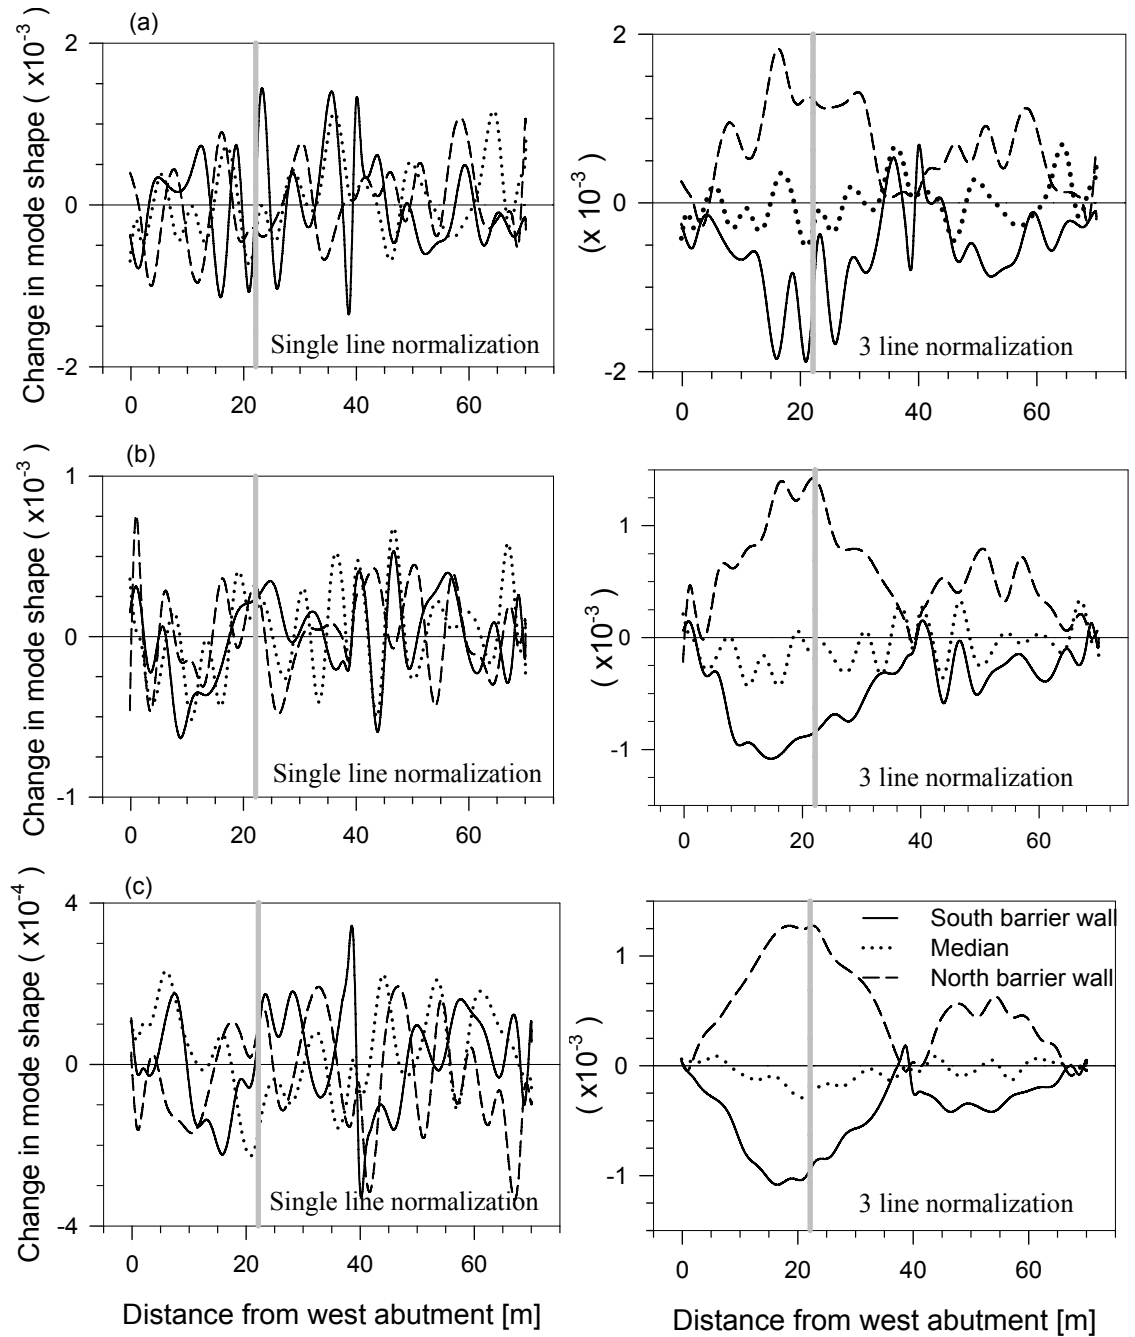 (a)
Change in mode shape ( x10-3 )
2
0
-2
Single line normalization
0 20 40 60
(x 10-3)
2
0
-2
3 line normalization
0 20 40 60
(b)
Change in mode shape ( x10-3 )
1
0
-1
Single line normalization
0 20 40 60
( x10-3)
1
0
-1
3 line normalization
0 20 40 60
(c)
Change in mode shape ( x10-4 )
4
0
-4
Single line normalization
0 20 40 60
Distance from west abutment [m]
( x10-3)
1
0
-1
South barrier wall
Median
North barrier wall
3 line normalization
0 20 40 60
Distance from west abutment [m]